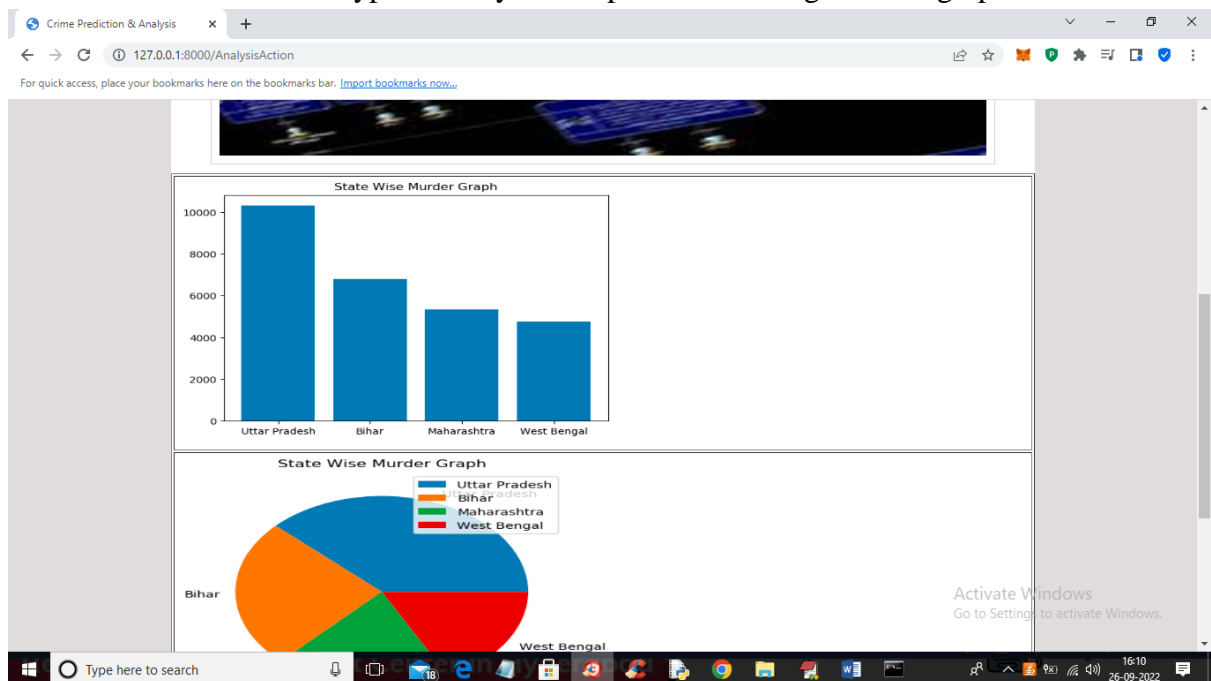 Crime Prediction & Analysis
127.0.0.1:8000/AnalysisAction
For quick access, place your bookmarks here on the bookmarks bar. Import bookmarks now...
State Wise Murder Graph
10000
8000
6000
4000
2000
0
Uttar Pradesh Bihar Maharashtra West Bengal
State Wise Murder Graph
Uttar Pradesh
Uttar Pradesh
Bihar
Maharashtra
West Bengal
Bihar
West Bengal
Activate Windows
Go to Settings to activate Windows.
Type here to search
18
16:10
26-09-2022